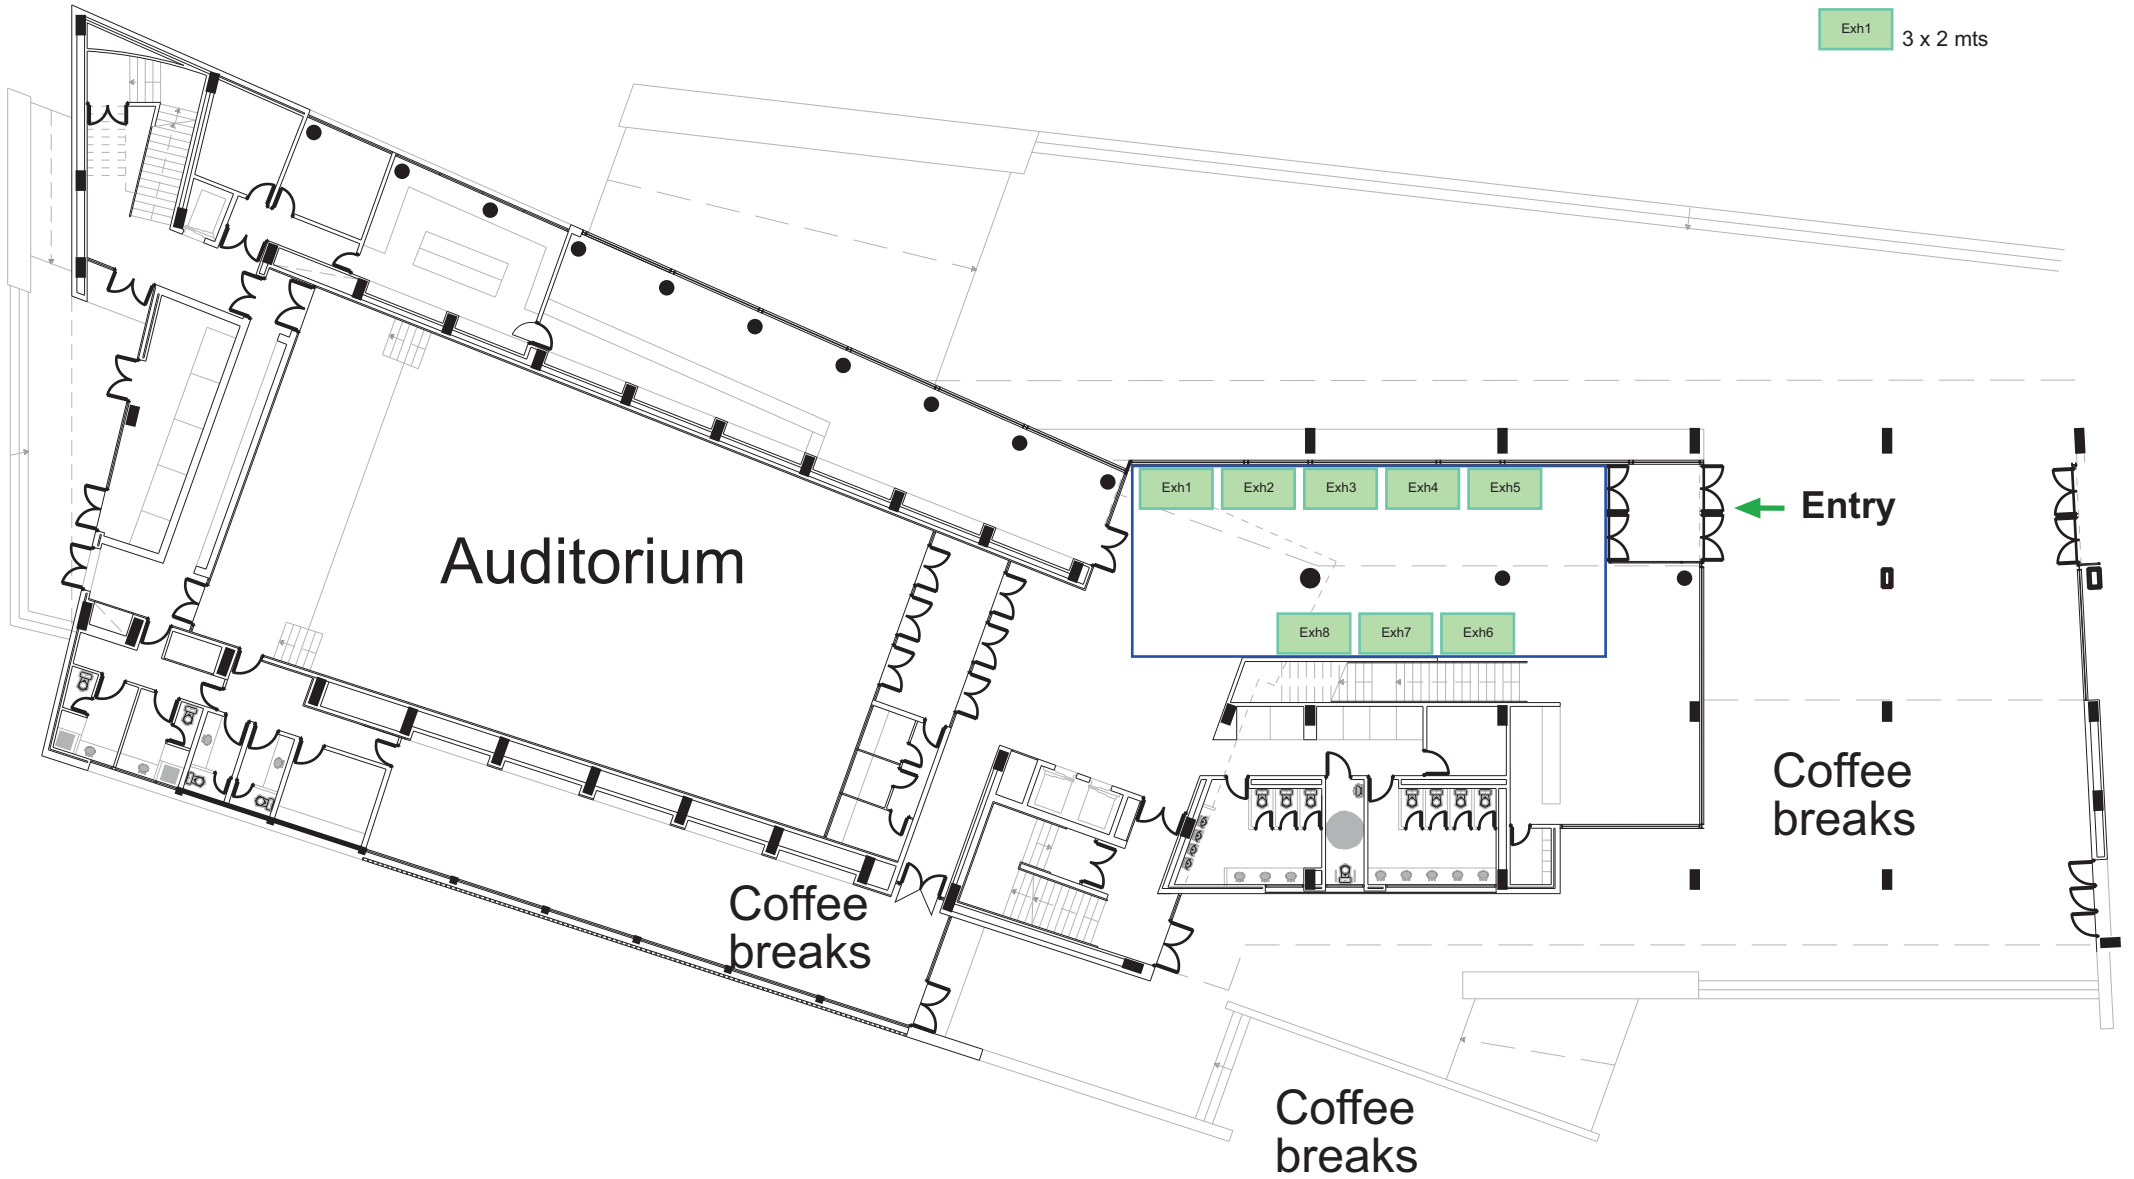 Exh1
3 x 2 mts
Exh1
Exh2
Exh3
Exh4
Exh5
Entry
Auditorium
Exh8
Exh7
Exh6
Coffee
breaks
Coffee
breaks
Coffee
breaks